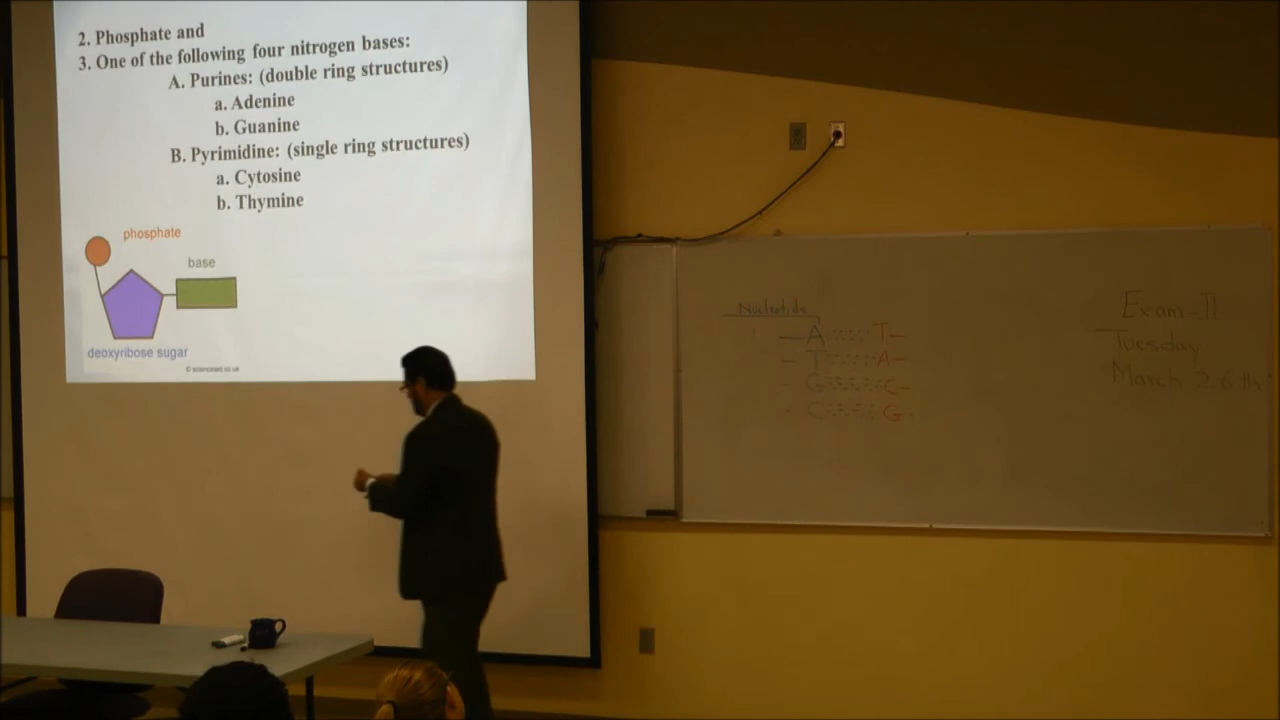 2. Phosphate and
3. One of the following four nitrogen bases:
A. Purines: (double ring structures)
a. Adenine
b. Guanine
B. Pyrimidine: (single ring structures)
a. Cytosine
b. Thymine
phosphate
base
deoxyribose sugar
Nucleotide
A T
T A
G C
C G
Exam-II
Tuesday
March 26th